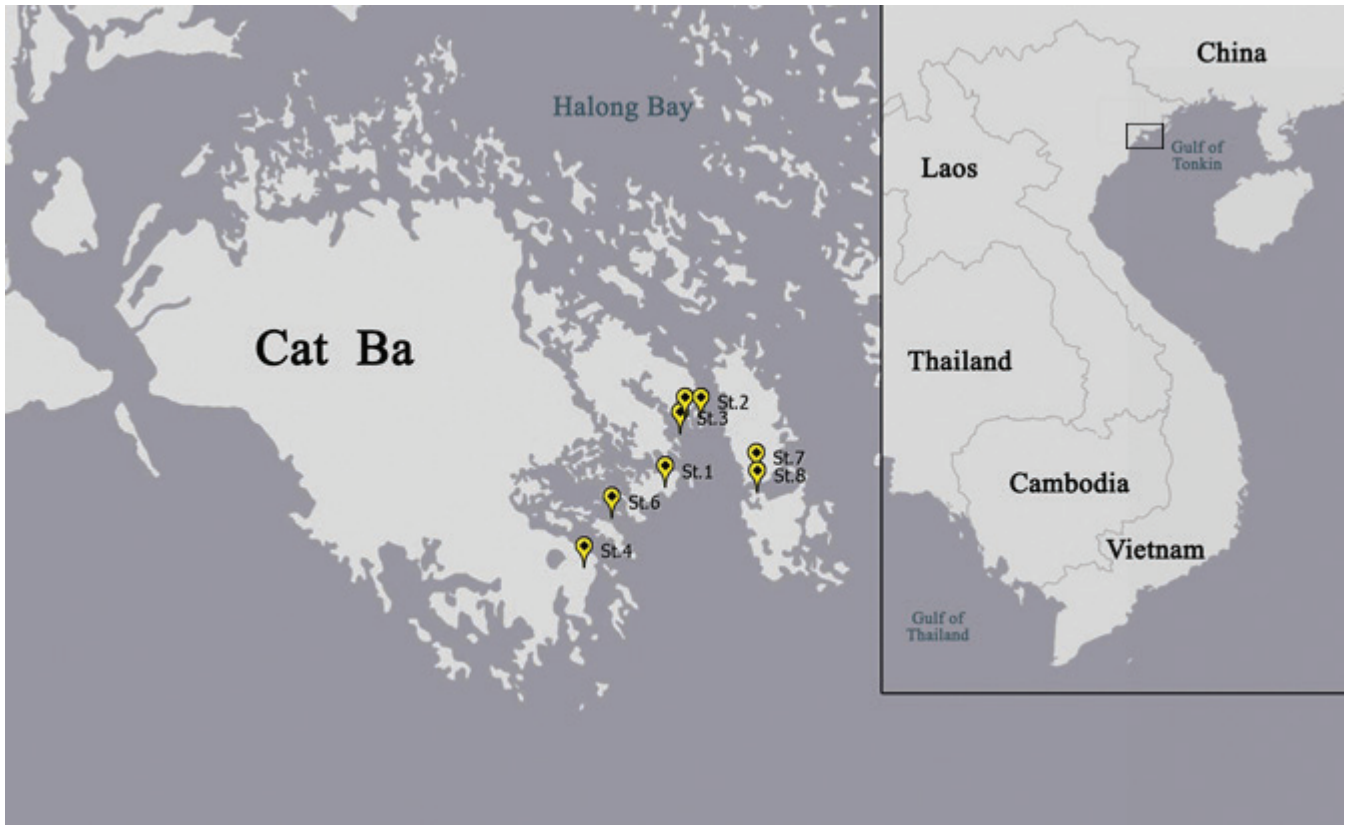 Halong Bay
Cat Ba
St.2
St.3
St.7
St.1
St.8
St.6
St.4
China
Gulf of
Tonkin
Laos
Thailand
Cambodia
Vietnam
Gulf of
Thailand